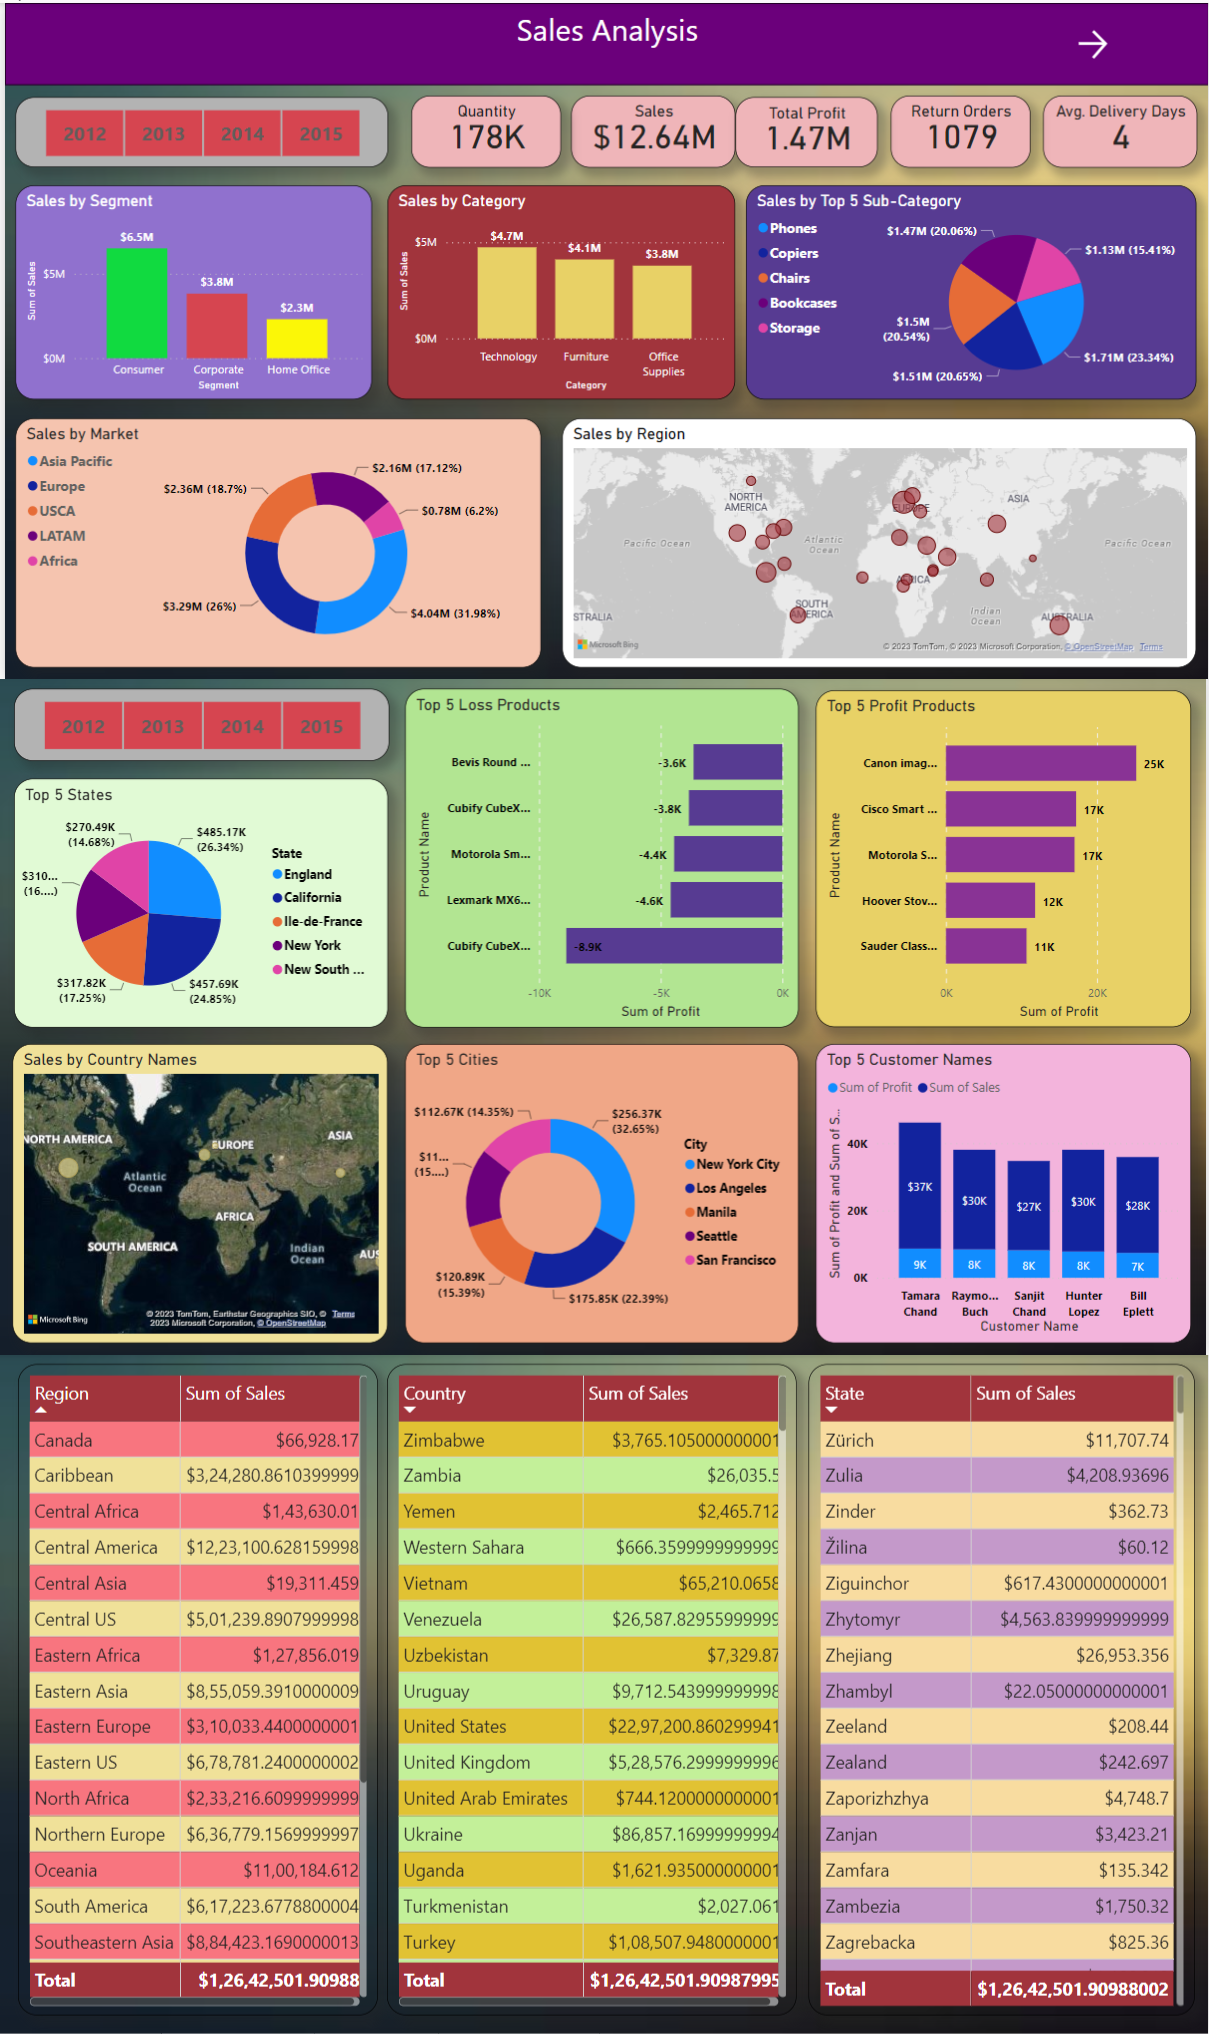 Sales Analysis
2012 2013 2014 2015
Quantity
178K
Sales
$12.64M
Total Profit
1.47M
Return Orders
1079
Avg. Delivery Days
4
Sales by Segment
Sum of Sales
$5M
$0M
$6.5M
$3.8M
$2.3M
Consumer
Corporate
Home Office
Segment
Sales by Category
Sum of Sales
$5M
$0M
$4.7M
$4.1M
$3.8M
Technology
Furniture
Office
Supplies
Category
Sales by Top 5 Sub-Category
Phones
Copiers
Chairs
Bookcases
Storage
$1.47M (20.06%)
$1.13M (15.41%)
$1.5M
(20.54%)
$1.71M (23.34%)
$1.51M (20.65%)
Sales by Market
Asia Pacific
Europe
USCA
LATAM
Africa
$2.16M (17.12%)
$2.36M (18.7%)
$0.78M (6.2%)
$3.29M (26%)
$4.04M (31.98%)
Sales by Region
NORTH
AMERICA
EUROPE
ASIA
Pacific Ocean
Atlantic
Ocean
Pacific Ocean
AFRICA
SOUTH
AMERICA
Indian
Ocean
STRALIA
AUSTRALIA
Microsoft Bing
© 2023 TomTom, © 2023 Microsoft Corporation, © OpenStreetMap Terms
2012 2013 2014 2015
Top 5 States
$270.49K
(14.68%)
$485.17K
(26.34%)
$310...
(16....)
$317.82K
(17.25%)
$457.69K
(24.85%)
State
England
California
Ile-de-France
New York
New South ...
Top 5 Loss Products
Product Name
Bevis Round ...
-3.6K
Cubify CubeX...
-3.8K
Motorola Sm...
-4.4K
Lexmark MX6...
-4.6K
Cubify CubeX...
-8.9K
-10K
-5K
0K
Sum of Profit
Top 5 Profit Products
Product Name
Canon imag...
25K
Cisco Smart ...
17K
Motorola S...
17K
Hoover Stov...
12K
Sauder Class...
11K
0K
20K
Sum of Profit
Sales by Country Names
NORTH AMERICA
EUROPE
ASIA
Atlantic
Ocean
AFRICA
SOUTH AMERICA
Indian
Ocean
AUS
Microsoft Bing
© 2023 TomTom, Earthstar Geographics SIO, © Terms
2023 Microsoft Corporation, © OpenStreetMap
Top 5 Cities
$112.67K (14.35%)
$256.37K
(32.65%)
$11...
(15....)
$120.89K
(15.39%)
$175.85K (22.39%)
City
New York City
Los Angeles
Manila
Seattle
San Francisco
Top 5 Customer Names
Sum of Profit Sum of Sales
Sum of Profit and Sum of S...
40K
20K
0K
$37K
$30K
$27K
$30K
$28K
9K
8K
8K
8K
7K
Tamara
Chand
Raymo...
Buch
Sanjit
Chand
Hunter
Lopez
Bill
Eplett
Customer Name
Region Sum of Sales
Canada $66,928.17
Caribbean $3,24,280.8610399999
Central Africa $1,43,630.01
Central America $12,23,100.628159998
Central Asia $19,311.459
Central US $5,01,239.8907999998
Eastern Africa $1,27,856.019
Eastern Asia $8,55,059.3910000009
Eastern Europe $3,10,033.4400000001
Eastern US $6,78,781.2400000002
North Africa $2,33,216.6099999999
Northern Europe $6,36,779.1569999997
Oceania $11,00,184.612
South America $6,17,223.6778800004
Southeastern Asia $8,84,423.1690000013
Total $1,26,42,501.90988
Country Sum of Sales
Zimbabwe $3,765.105000000001
Zambia $26,035.5
Yemen $2,465.712
Western Sahara $666.3599999999999
Vietnam $65,210.0658
Venezuela $26,587.82955999999
Uzbekistan $7,329.87
Uruguay $9,712.543999999998
United States $22,97,200.860299941
United Kingdom $5,28,576.2999999996
United Arab Emirates $744.1200000000001
Ukraine $86,857.16999999994
Uganda $1,621.935000000001
Turkmenistan $2,027.061
Turkey $1,08,507.9480000001
Total $1,26,42,501.90987995
State Sum of Sales
Zürich $11,707.74
Zulia $4,208.93696
Zinder $362.73
Žilina $60.12
Ziguinchor $617.4300000000001
Zhytomyr $4,563.839999999999
Zhejiang $26,953.356
Zhambyl $22.05000000000001
Zeeland $208.44
Zealand $242.697
Zaporizhzhya $4,748.7
Zanjan $3,423.21
Zamfara $135.342
Zambezia $1,750.32
Zagrebacka $825.36
Total $1,26,42,501.90988002